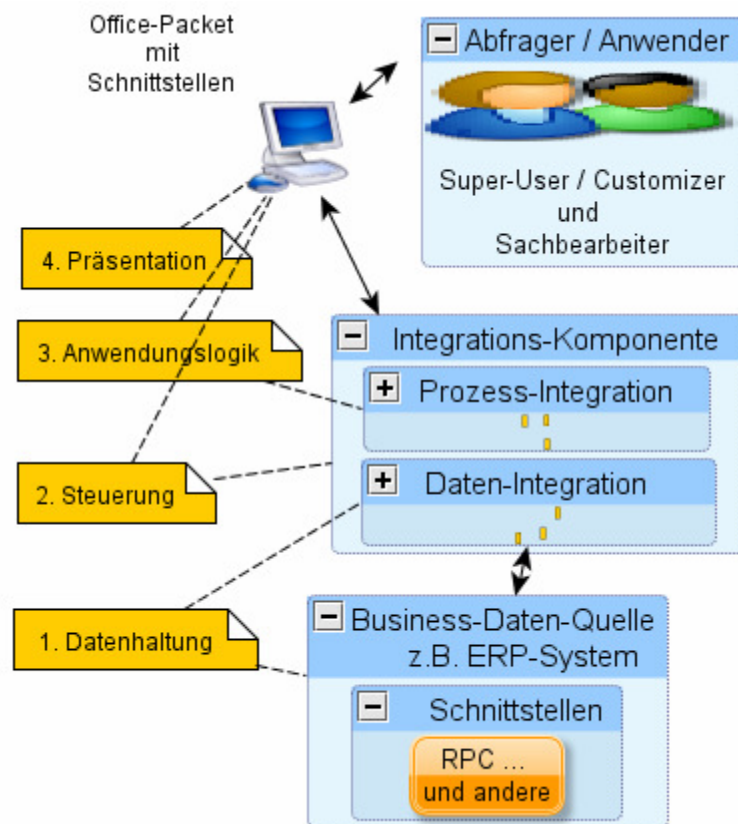 Office-Packet
mit
Schnittstellen
Abfrager / Anwender
Super-User / Customizer
und
Sachbearbeiter
4. Präsentation
3. Anwendungslogik
Integrations-Komponente
Prozess-Integration
2. Steuerung
Daten-Integration
1. Datenhaltung
Business-Daten-Quelle
z.B. ERP-System
Schnittstellen
RPC ...
und andere